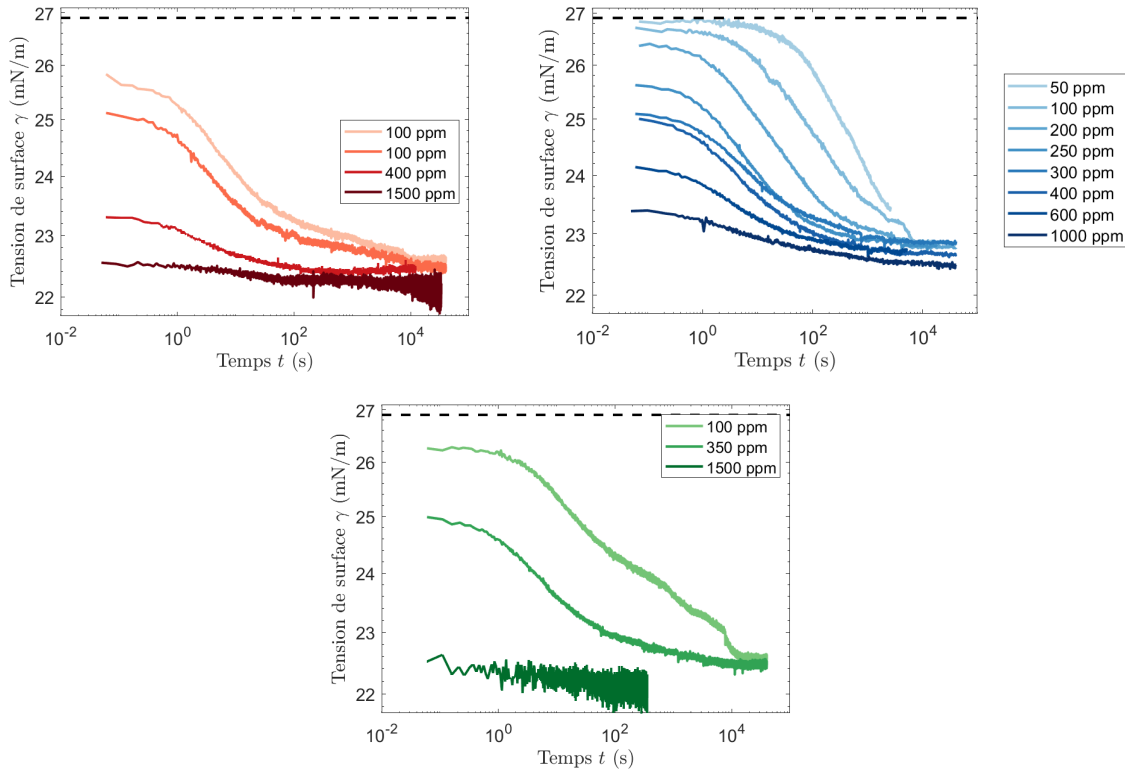 Tension de surface γ (mN/m)
27
26
25
24
23
22
10-2
100
102
104
Temps t (s)
100 ppm
100 ppm
400 ppm
1500 ppm
Tension de surface γ (mN/m)
27
26
25
24
23
22
10-2
100
102
104
Temps t (s)
50 ppm
100 ppm
200 ppm
250 ppm
300 ppm
400 ppm
600 ppm
1000 ppm
Tension de surface γ (mN/m)
27
26
25
24
23
22
10-2
100
102
104
Temps t (s)
100 ppm
350 ppm
1500 ppm